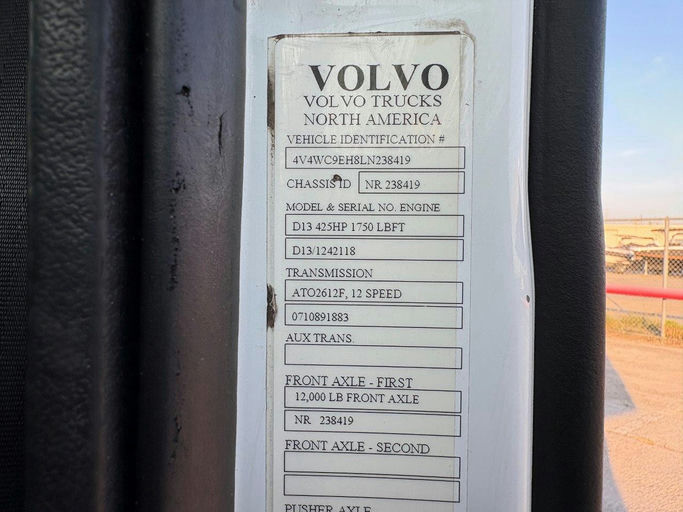 VOLVO
VOLVO TRUCKS
NORTH AMERICA
VEHICLE IDENTIFICATION #
4V4WC9EH8LN238419
CHASSIS ID NR 238419
MODEL & SERIAL NO. ENGINE
D13 425HP 1750 LBFT
D13/1242118
TRANSMISSION
ATO2612F, 12 SPEED
0710891883
AUX TRANS.
FRONT AXLE - FIRST
12,000 LB FRONT AXLE
NR 238419
FRONT AXLE - SECOND
PUSHER AXLE